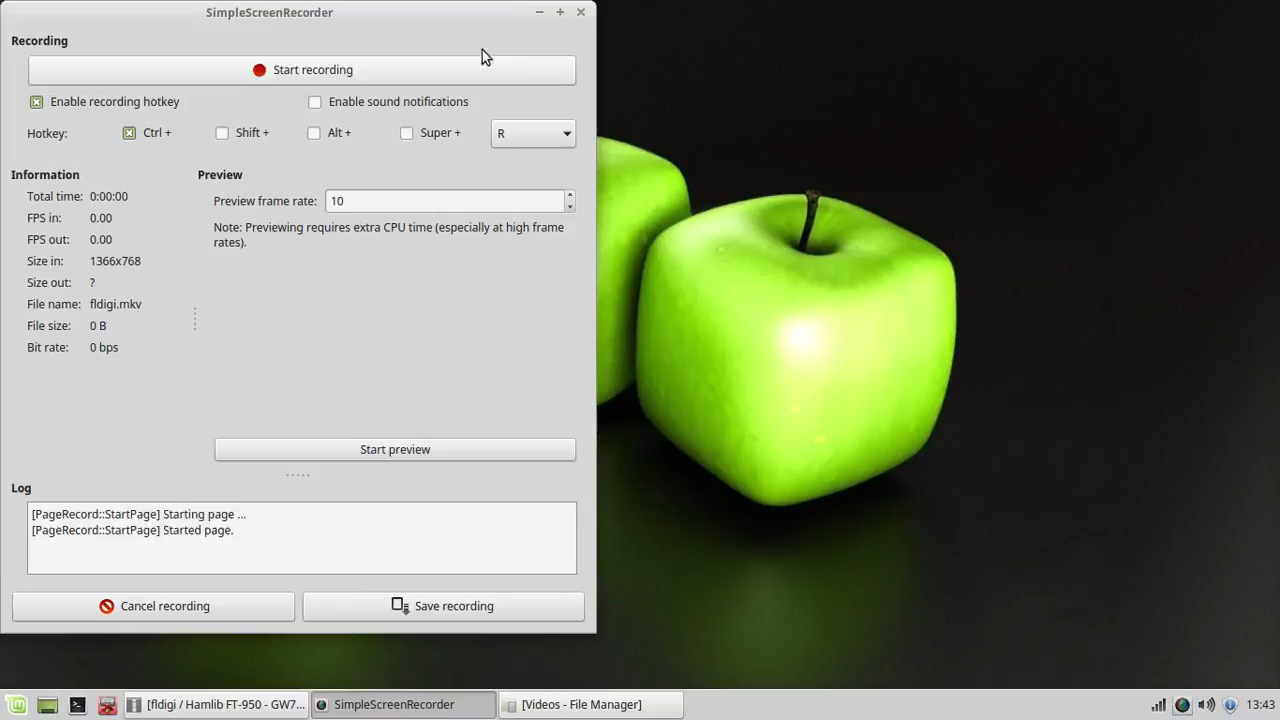 SimpleScreenRecorder
Recording
Start recording
Enable recording hotkey
Enable sound notifications
Hotkey:
Ctrl +
Shift +
Alt +
Super +
R
Information
Total time: 0:00:00
FPS in: 0.00
FPS out: 0.00
Size in: 1366x768
Size out: ?
File name: fldigi.mkv
File size: 0 B
Bit rate: 0 bps
Preview
Preview frame rate: 10
Note: Previewing requires extra CPU time (especially at high frame
rates).
Start preview
Log
[PageRecord::StartPage] Starting page ...
[PageRecord::StartPage] Started page.
Cancel recording
Save recording
[fldigi / Hamlib FT-950 - GW7...
SimpleScreenRecorder
[Videos - File Manager]
13:43